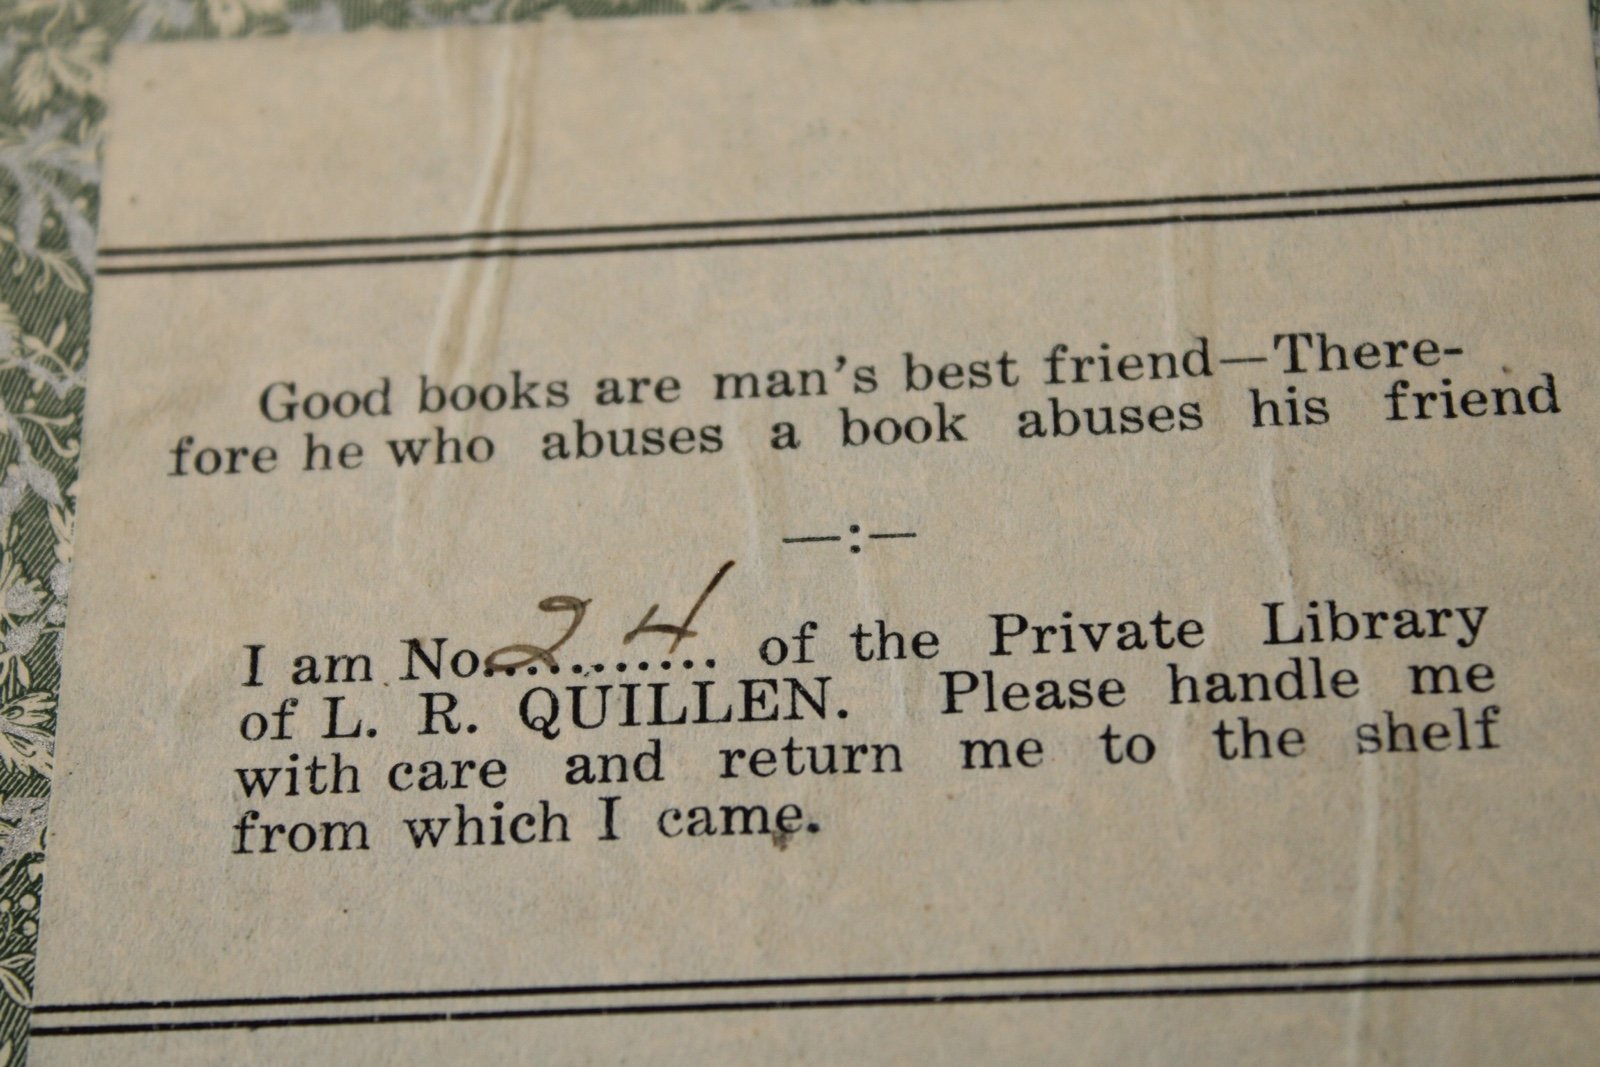 Good books are man's best friend—There-
fore he who abuses a book abuses his friend
—:—
I am No. 24 of the Private Library
of L. R. QUILLEN. Please handle me
with care and return me to the shelf
from which I came.